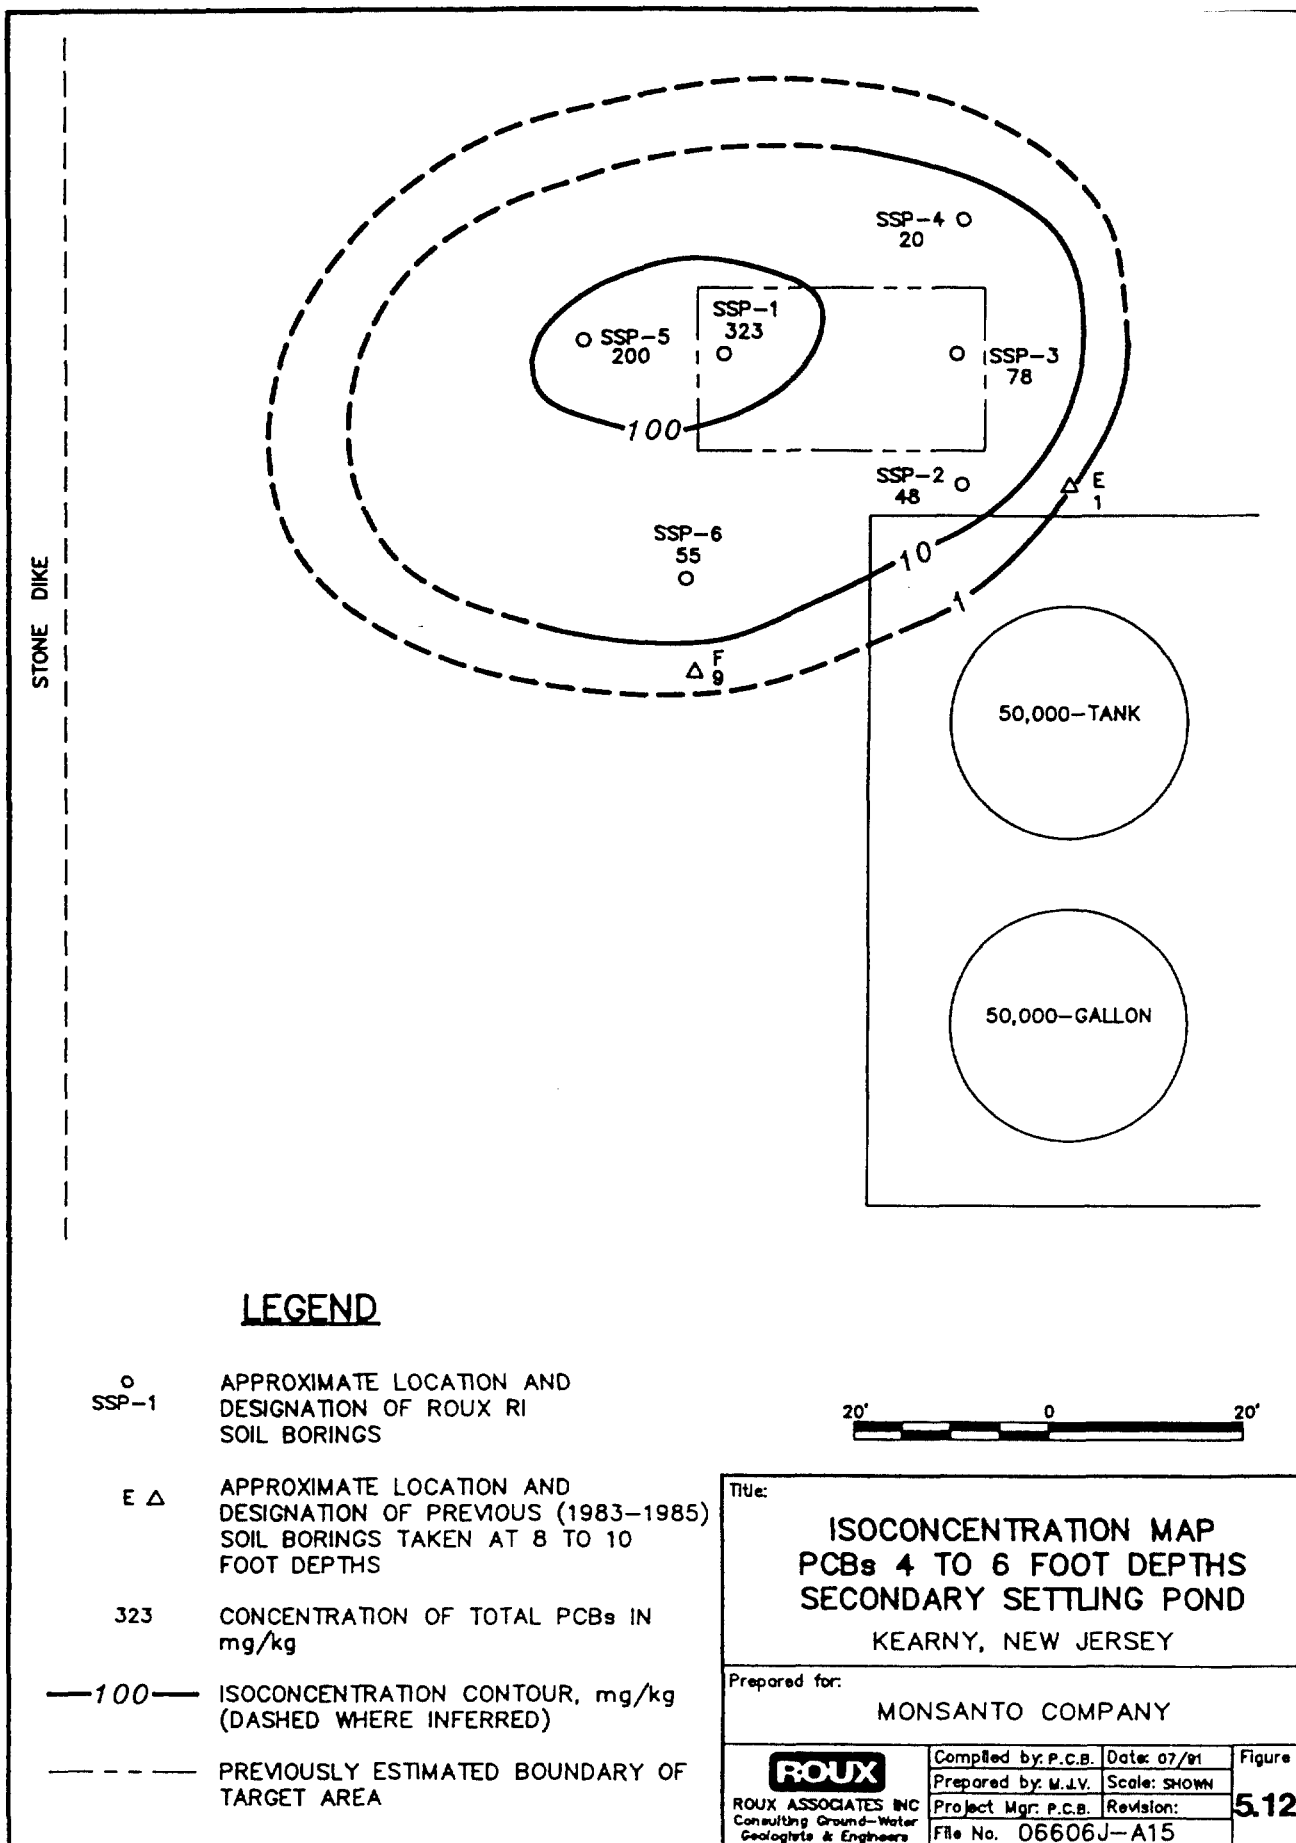 SSP-4
20
SSP-1
323
SSP-5
200
SSP-3
78
100
SSP-2
48
E
1
SSP-6
55
10
1
F
9
STONE DIKE
50,000-TANK
50,000-GALLON
LEGEND
SSP-1
APPROXIMATE LOCATION AND
DESIGNATION OF ROUX RI
SOIL BORINGS
E
APPROXIMATE LOCATION AND
DESIGNATION OF PREVIOUS (1983-1985)
SOIL BORINGS TAKEN AT 8 TO 10
FOOT DEPTHS
323
CONCENTRATION OF TOTAL PCBs IN
mg/kg
100
ISOCONCENTRATION CONTOUR, mg/kg
(DASHED WHERE INFERRED)
PREVIOUSLY ESTIMATED BOUNDARY OF
TARGET AREA
20' 0 20'
Title:
ISOCONCENTRATION MAP
PCBs 4 TO 6 FOOT DEPTHS
SECONDARY SETTLING POND
KEARNY, NEW JERSEY
Prepared for:
MONSANTO COMPANY
ROUX
ROUX ASSOCIATES INC
Consulting Ground-Water
Geologists & Engineers
Compiled by: P.C.B.
Date: 07/91
Prepared by: M.J.V.
Scale: SHOWN
Project Mgr: P.C.B.
Revision:
File No. 06606J-A15
Figure
5.12